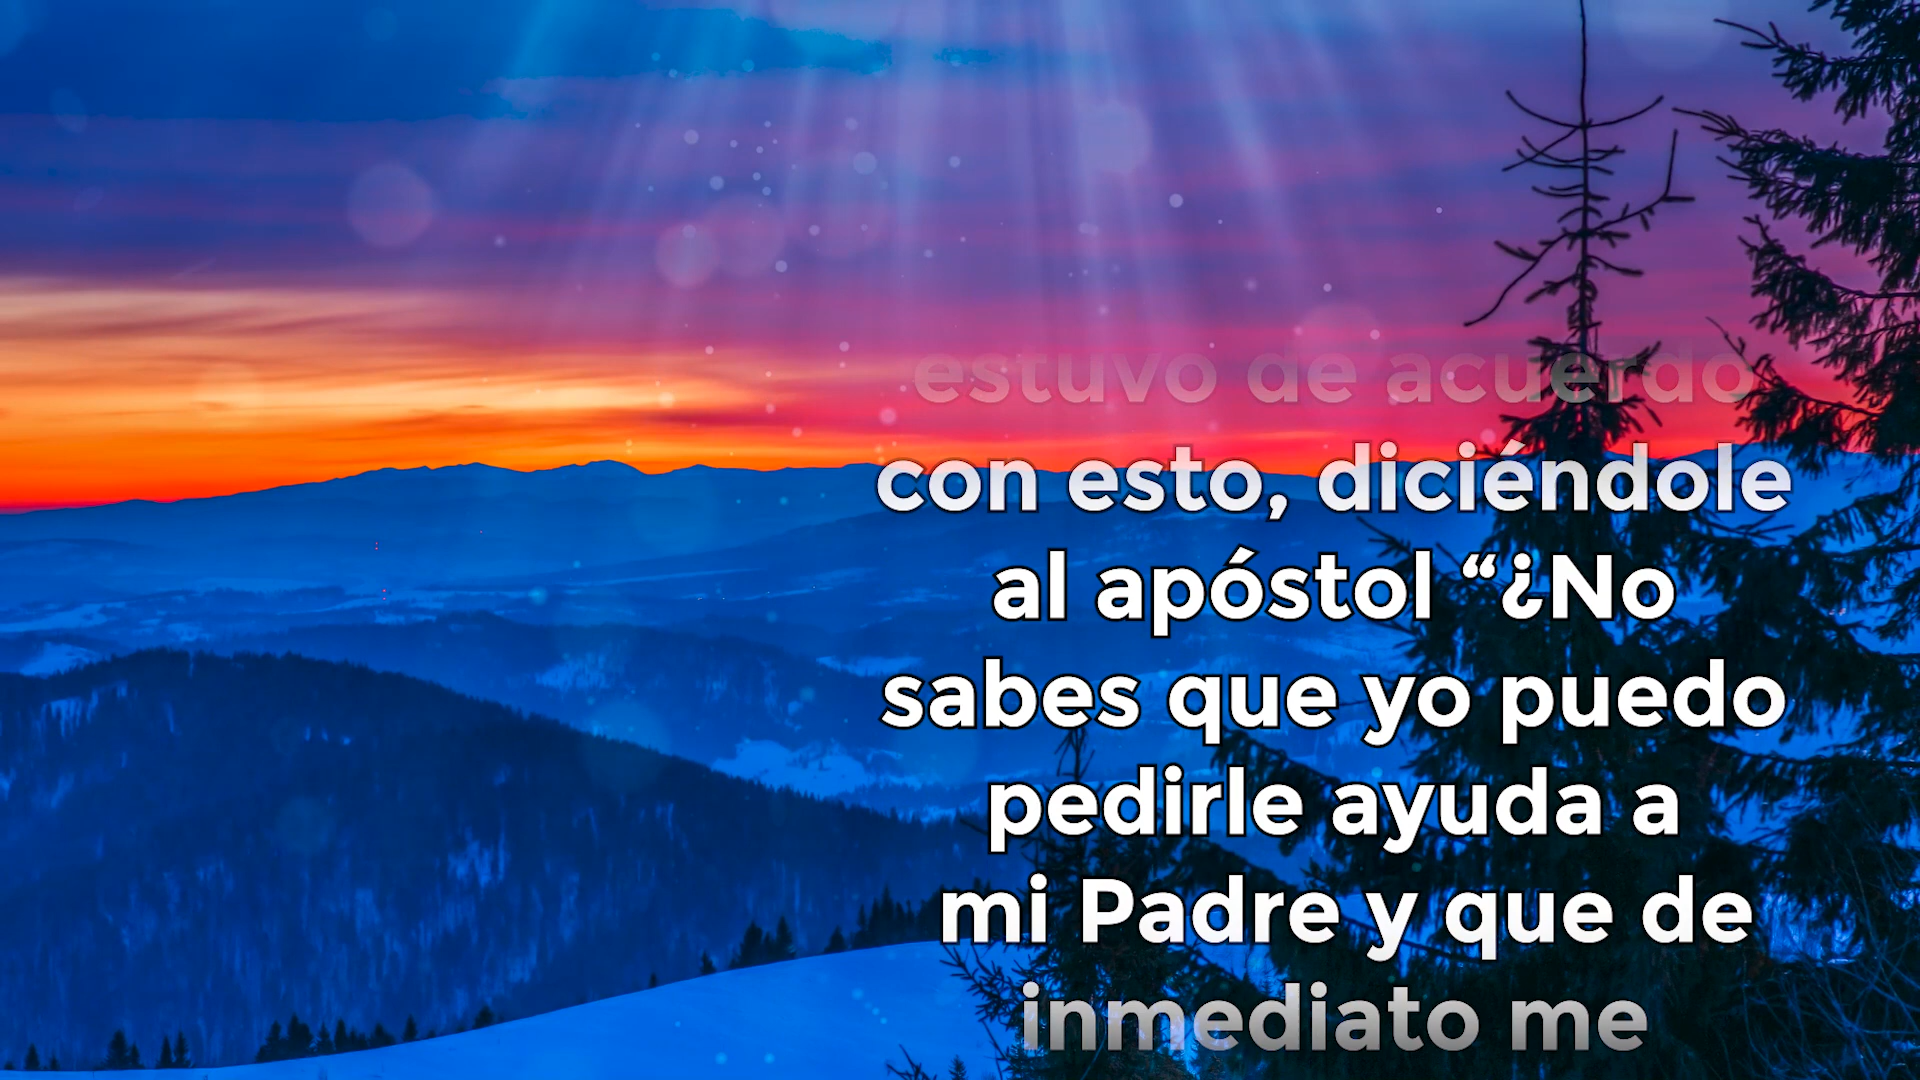 estuvo de acuerdo
con esto, diciéndole
al apóstol “¿No
sabes que yo puedo
pedirle ayuda a
mi Padre y que de
inmediato me